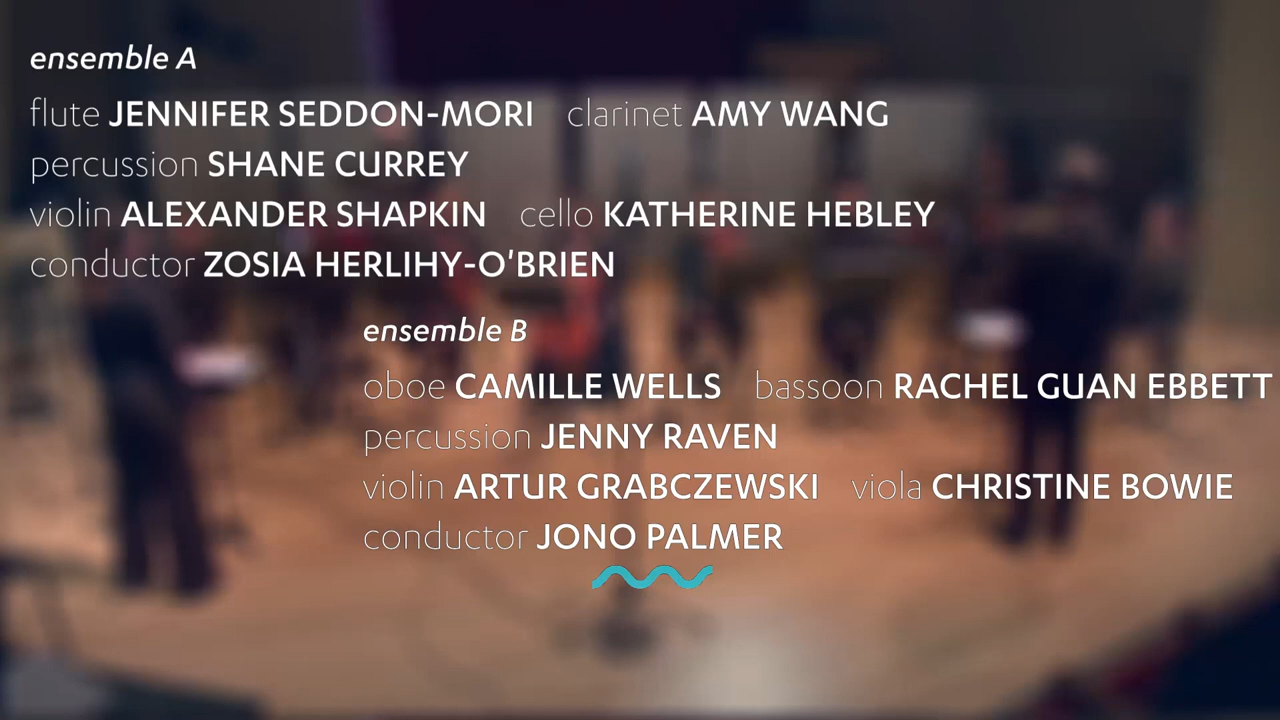 ensemble A
flute JENNIFER SEDDON-MORI clarinet AMY WANG
percussion SHANE CURREY
violin ALEXANDER SHAPKIN cello KATHERINE HEBLEY
conductor ZOSIA HERLIHY-O'BRIEN
ensemble B
oboe CAMILLE WELLS bassoon RACHEL GUAN EBBETT
percussion JENNY RAVEN
violin ARTUR GRABCZEWSKI viola CHRISTINE BOWIE
conductor JONO PALMER